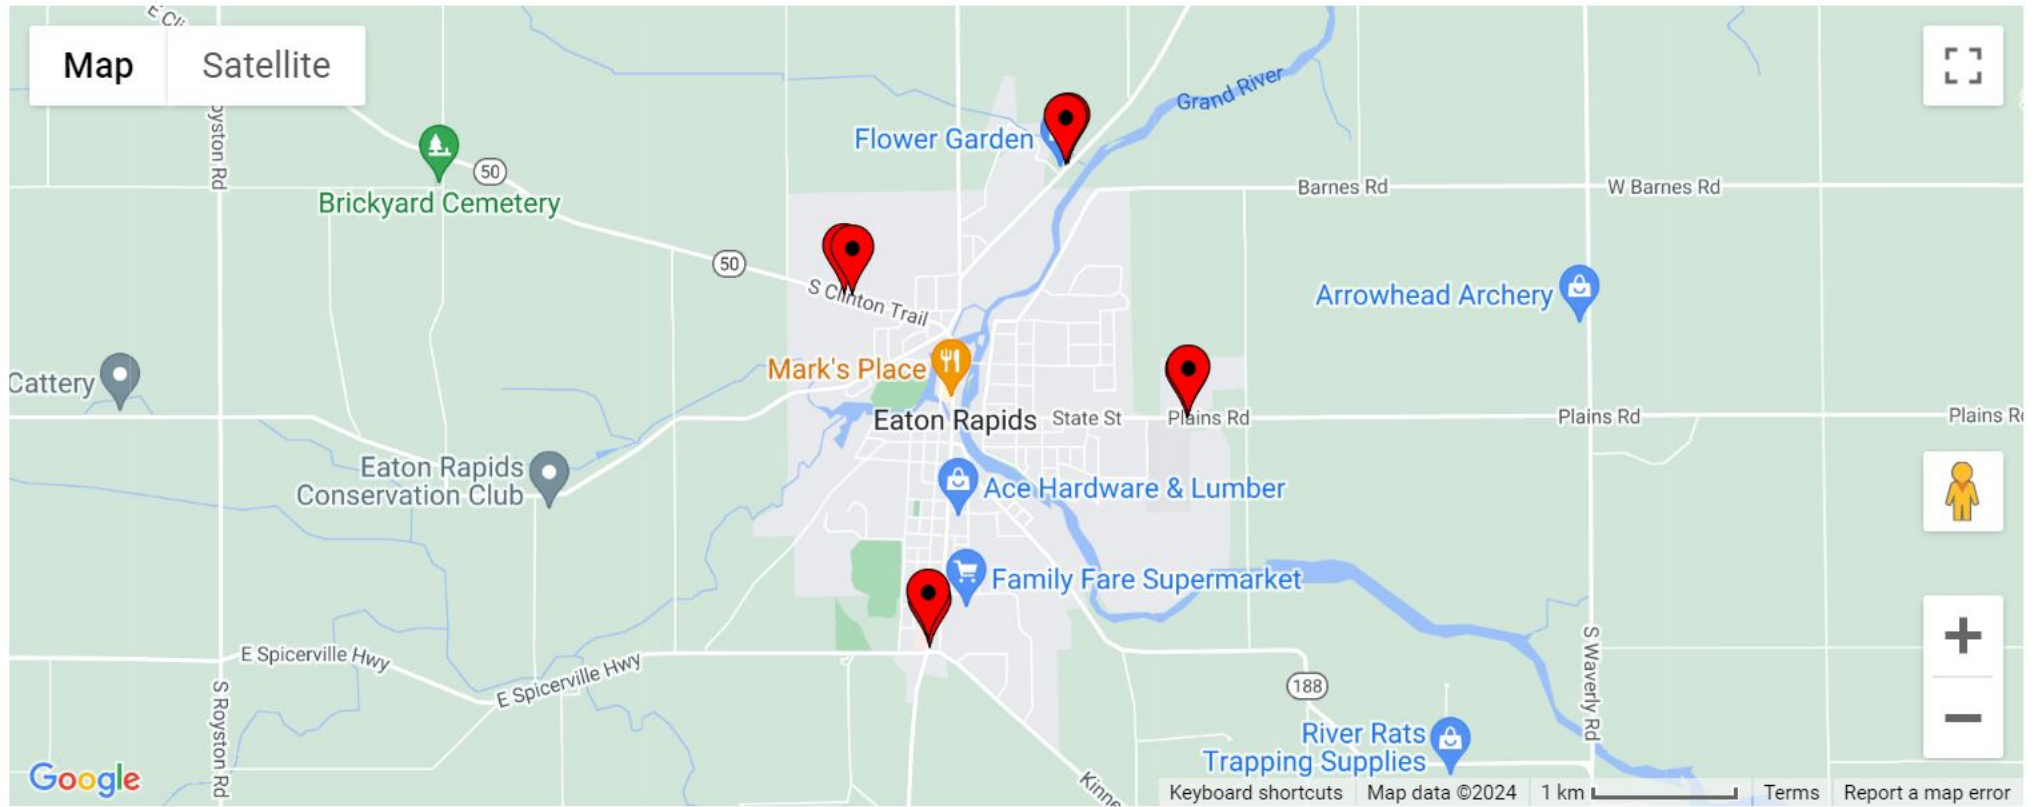 E Cli
Map
Satellite
Grand River
oyston Rd
Flower Garden
50
Barnes Rd
W Barnes Rd
Brickyard Cemetery
50
S Clinton Trail
Arrowhead Archery
Mark's Place
Cattery
Eaton Rapids
State St
Plains Rd
Plains Rd
Plains R
Eaton Rapids
Conservation Club
Ace Hardware & Lumber
Family Fare Supermarket
E Spicerville Hwy
E Spicerville Hwy
S Waverly Rd
188
S Royston Rd
River Rats
Trapping Supplies
Google
Kinne
Keyboard shortcuts
Map data ©2024
1 km
Terms
Report a map error